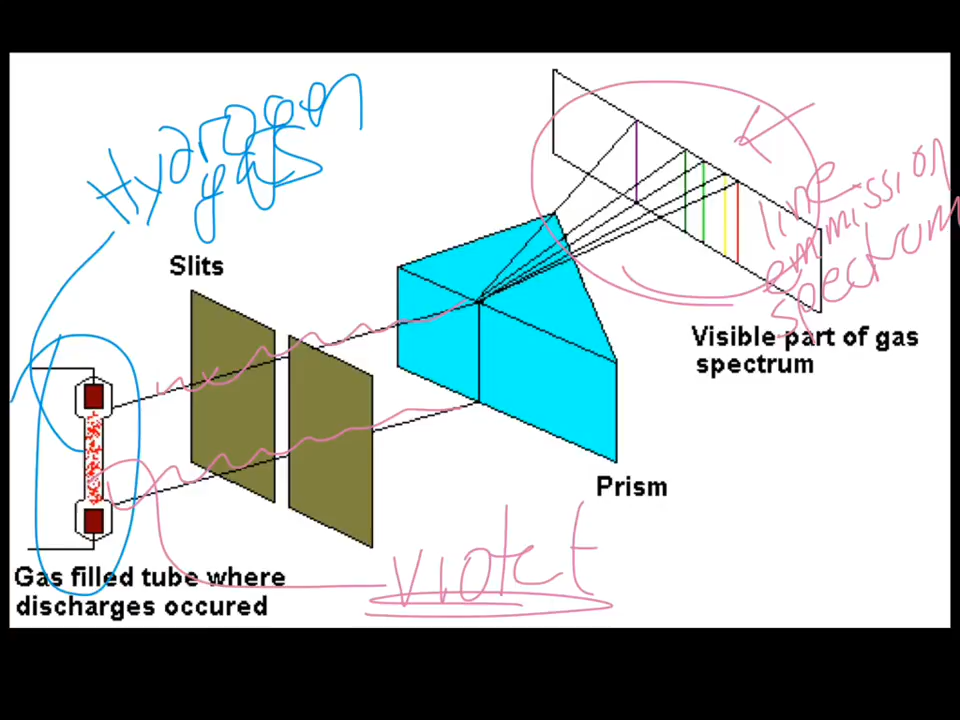 Hydrogen
gas
Slits
line
emmission
spectrum
Visible part of gas
spectrum
Prism
violet
Gas filled tube where
discharges occured